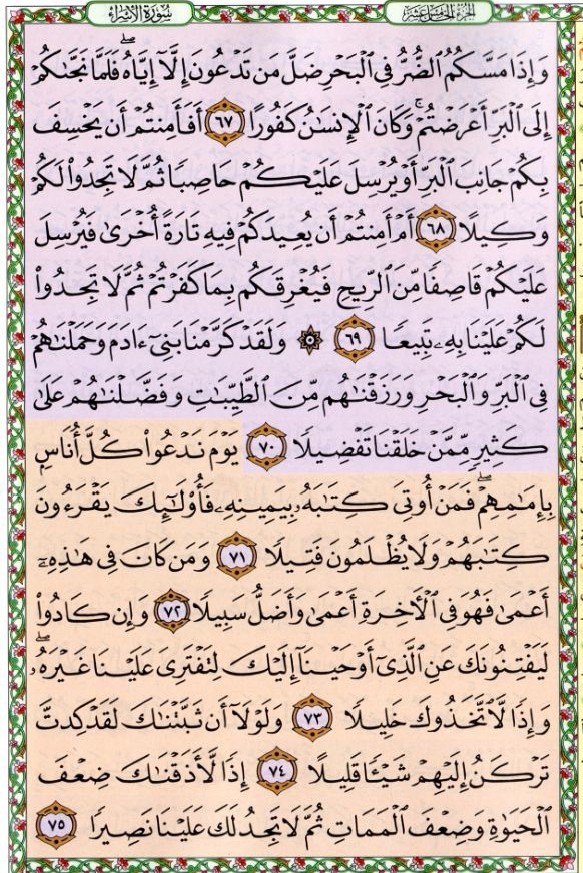 الجزء الخامس عشر
سورة الإسراء
وَإِذَا مَسَّكُمُ ٱلضُّرُّ فِى ٱلْبَحْرِ ضَلَّ مَن تَدْعُونَ إِلَّآ إِيَّاهُ ۖ فَلَمَّا نَجَّىٰكُمْ
إِلَى ٱلْبَرِّ أَعْرَضْتُمْ ۚ وَكَانَ ٱلْإِنسَٰنُ كَفُورًا ٦٧ أَفَأَمِنتُمْ أَن يَخْسِفَ
بِكُمْ جَانِبَ ٱلْبَرِّ أَوْ يُرْسِلَ عَلَيْكُمْ حَاصِبًا ثُمَّ لَا تَجِدُوا۟ لَكُمْ
وَكِيلًا ٦٨ أَمْ أَمِنتُمْ أَن يُعِيدَكُمْ فِيهِ تَارَةً أُخْرَىٰ فَيُرْسِلَ
عَلَيْكُمْ قَاصِفًا مِّنَ ٱلرِّيحِ فَيُغْرِقَكُم بِمَا كَفَرْتُمْ ثُمَّ لَا تَجِدُوا۟
لَكُمْ عَلَيْنَا بِهِۦ تَبِيعًا ٦٩ ۞ وَلَقَدْ كَرَّمْنَا بَنِىٓ ءَادَمَ وَحَمَلْنَٰهُمْ
فِى ٱلْبَرِّ وَٱلْبَحْرِ وَرَزَقْنَٰهُم مِّنَ ٱلطَّيِّبَٰتِ وَفَضَّلْنَٰهُمْ عَلَىٰ
كَثِيرٍ مِّمَّنْ خَلَقْنَا تَفْضِيلًا ٧٠ يَوْمَ نَدْعُوا۟ كُلَّ أُنَاسٍۭ
بِإِمَٰمِهِمْ ۖ فَمَنْ أُوتِىَ كِتَٰبَهُۥ بِيَمِينِهِۦ فَأُو۟لَٰٓئِكَ يَقْرَءُونَ
كِتَٰبَهُمْ وَلَا يُظْلَمُونَ فَتِيلًا ٧١ وَمَن كَانَ فِى هَٰذِهِۦٓ
أَعْمَىٰ فَهُوَ فِى ٱلْءَاخِرَةِ أَعْمَىٰ وَأَضَلُّ سَبِيلًا ٧٢ وَإِن كَادُوا۟
لَيَفْتِنُونَكَ عَنِ ٱلَّذِىٓ أَوْحَيْنَآ إِلَيْكَ لِتَفْتَرِىَ عَلَيْنَا غَيْرَهُۥ ۖ
وَإِذًا لَّٱتَّخَذُوكَ خَلِيلًا ٧٣ وَلَوْلَآ أَن ثَبَّتْنَٰكَ لَقَدْ كِدتَّ
تَرْكَنُ إِلَيْهِمْ شَيْـًٔا قَلِيلًا ٧٤ إِذًا لَّأَذَقْنَٰكَ ضِعْفَ
ٱلْحَيَوٰةِ وَضِعْفَ ٱلْمَمَاتِ ثُمَّ لَا تَجِدُ لَكَ عَلَيْنَا نَصِيرًا ٧٥